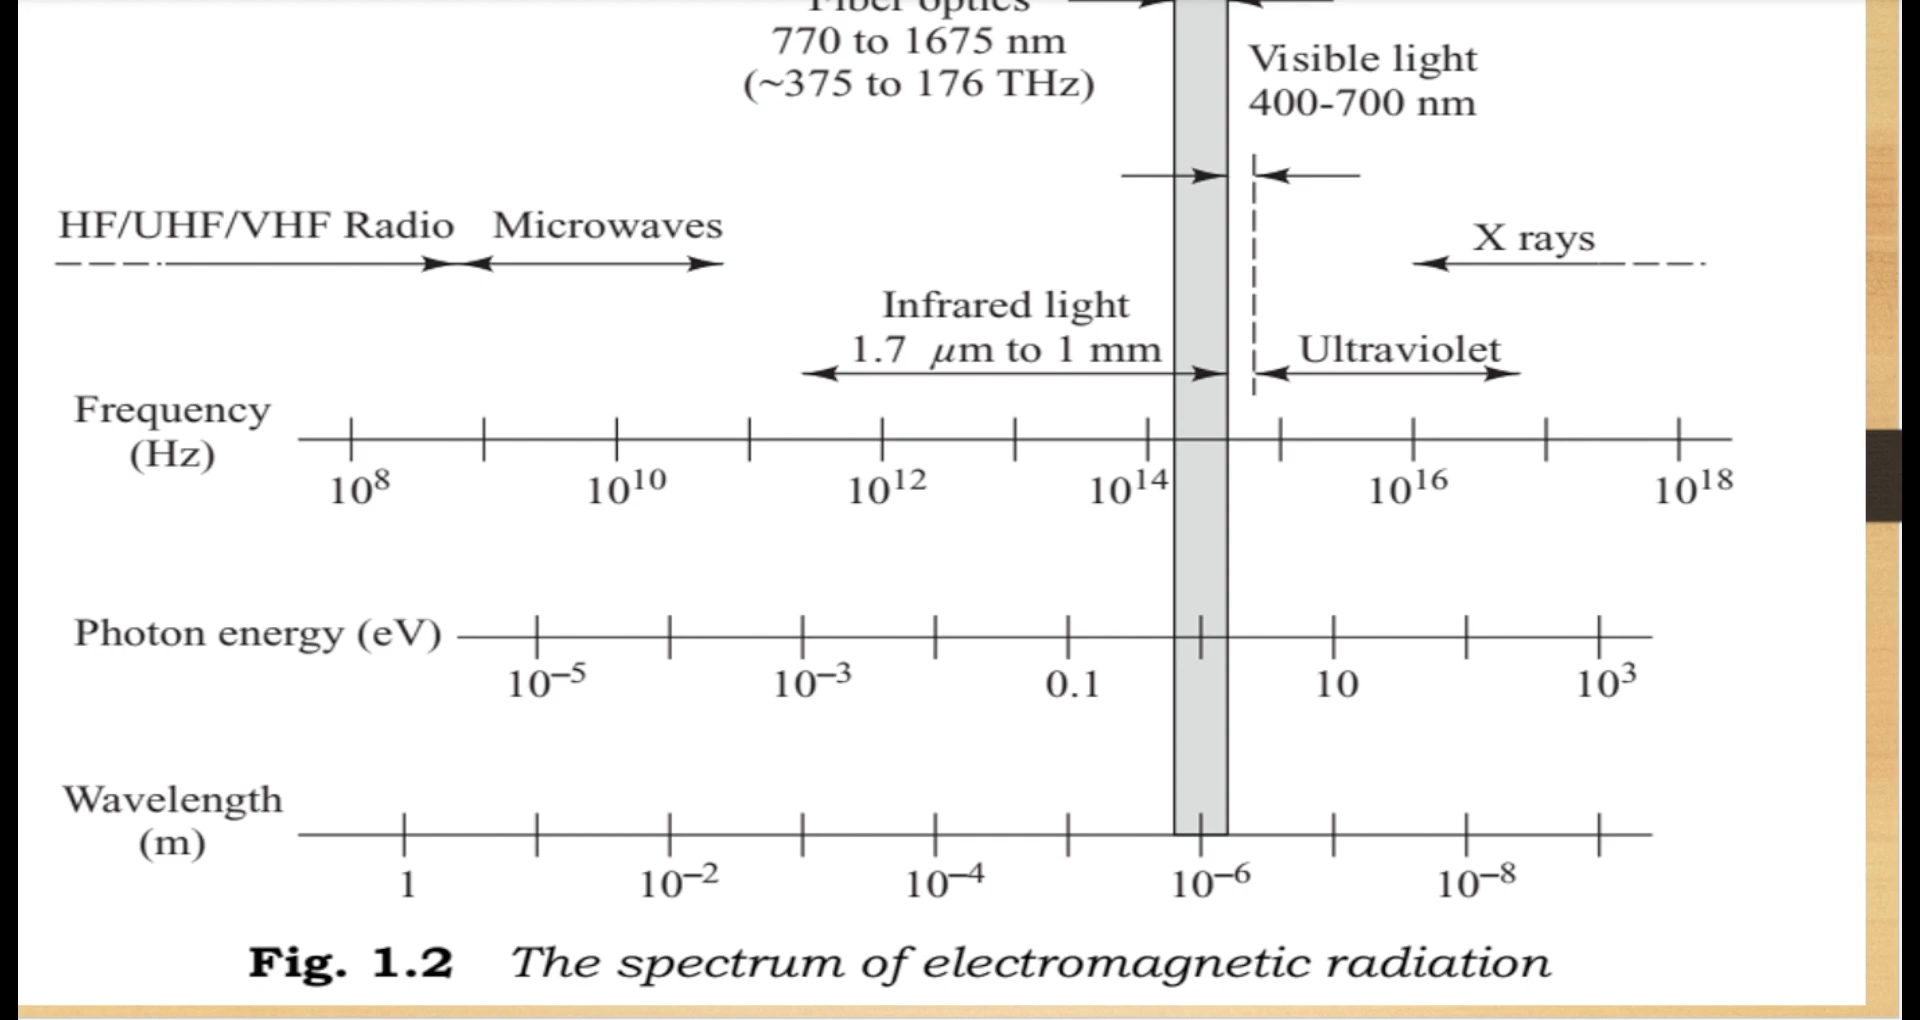 Fiber optics
770 to 1675 nm
(~375 to 176 THz)
Visible light
400-700 nm
HF/UHF/VHF Radio
Microwaves
X rays
Infrared light
1.7 μm to 1 mm
Ultraviolet
Frequency
(Hz)
10⁸ 10¹⁰ 10¹² 10¹⁴ 10¹⁶ 10¹⁸
Photon energy (eV)
10⁻⁵ 10⁻³ 0.1 10 10³
Wavelength
(m)
1 10⁻² 10⁻⁴ 10⁻⁶ 10⁻⁸
Fig. 1.2 The spectrum of electromagnetic radiation